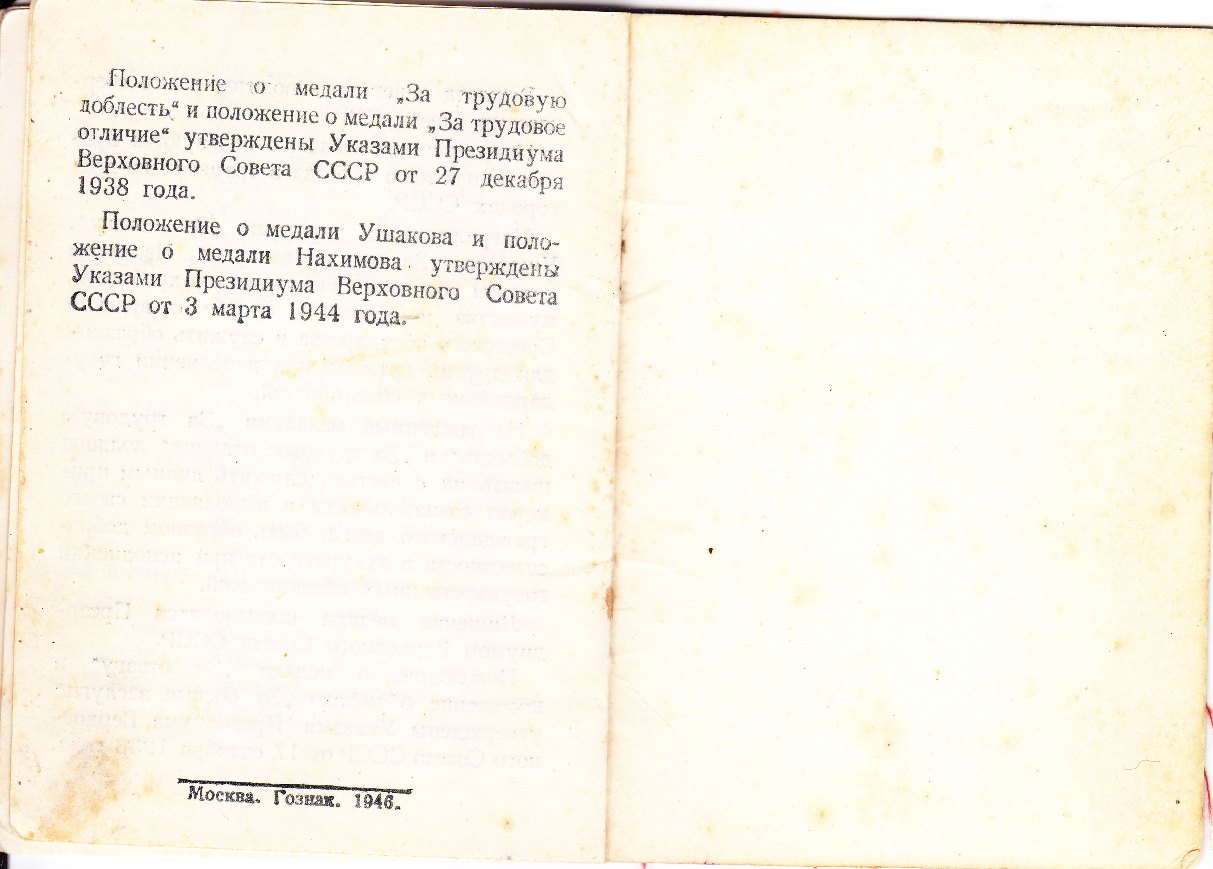 Положение о медали „За трудовую
доблесть“ и положение о медали „За трудовое
отличие“ утверждены Указами Президиума
Верховного Совета СССР от 27 декабря
1938 года.
Положение о медали Ушакова и поло-
жение о медали Нахимова утверждены
Указами Президиума Верховного Совета
СССР от 3 марта 1944 года.
Москва. Гознак. 1946.